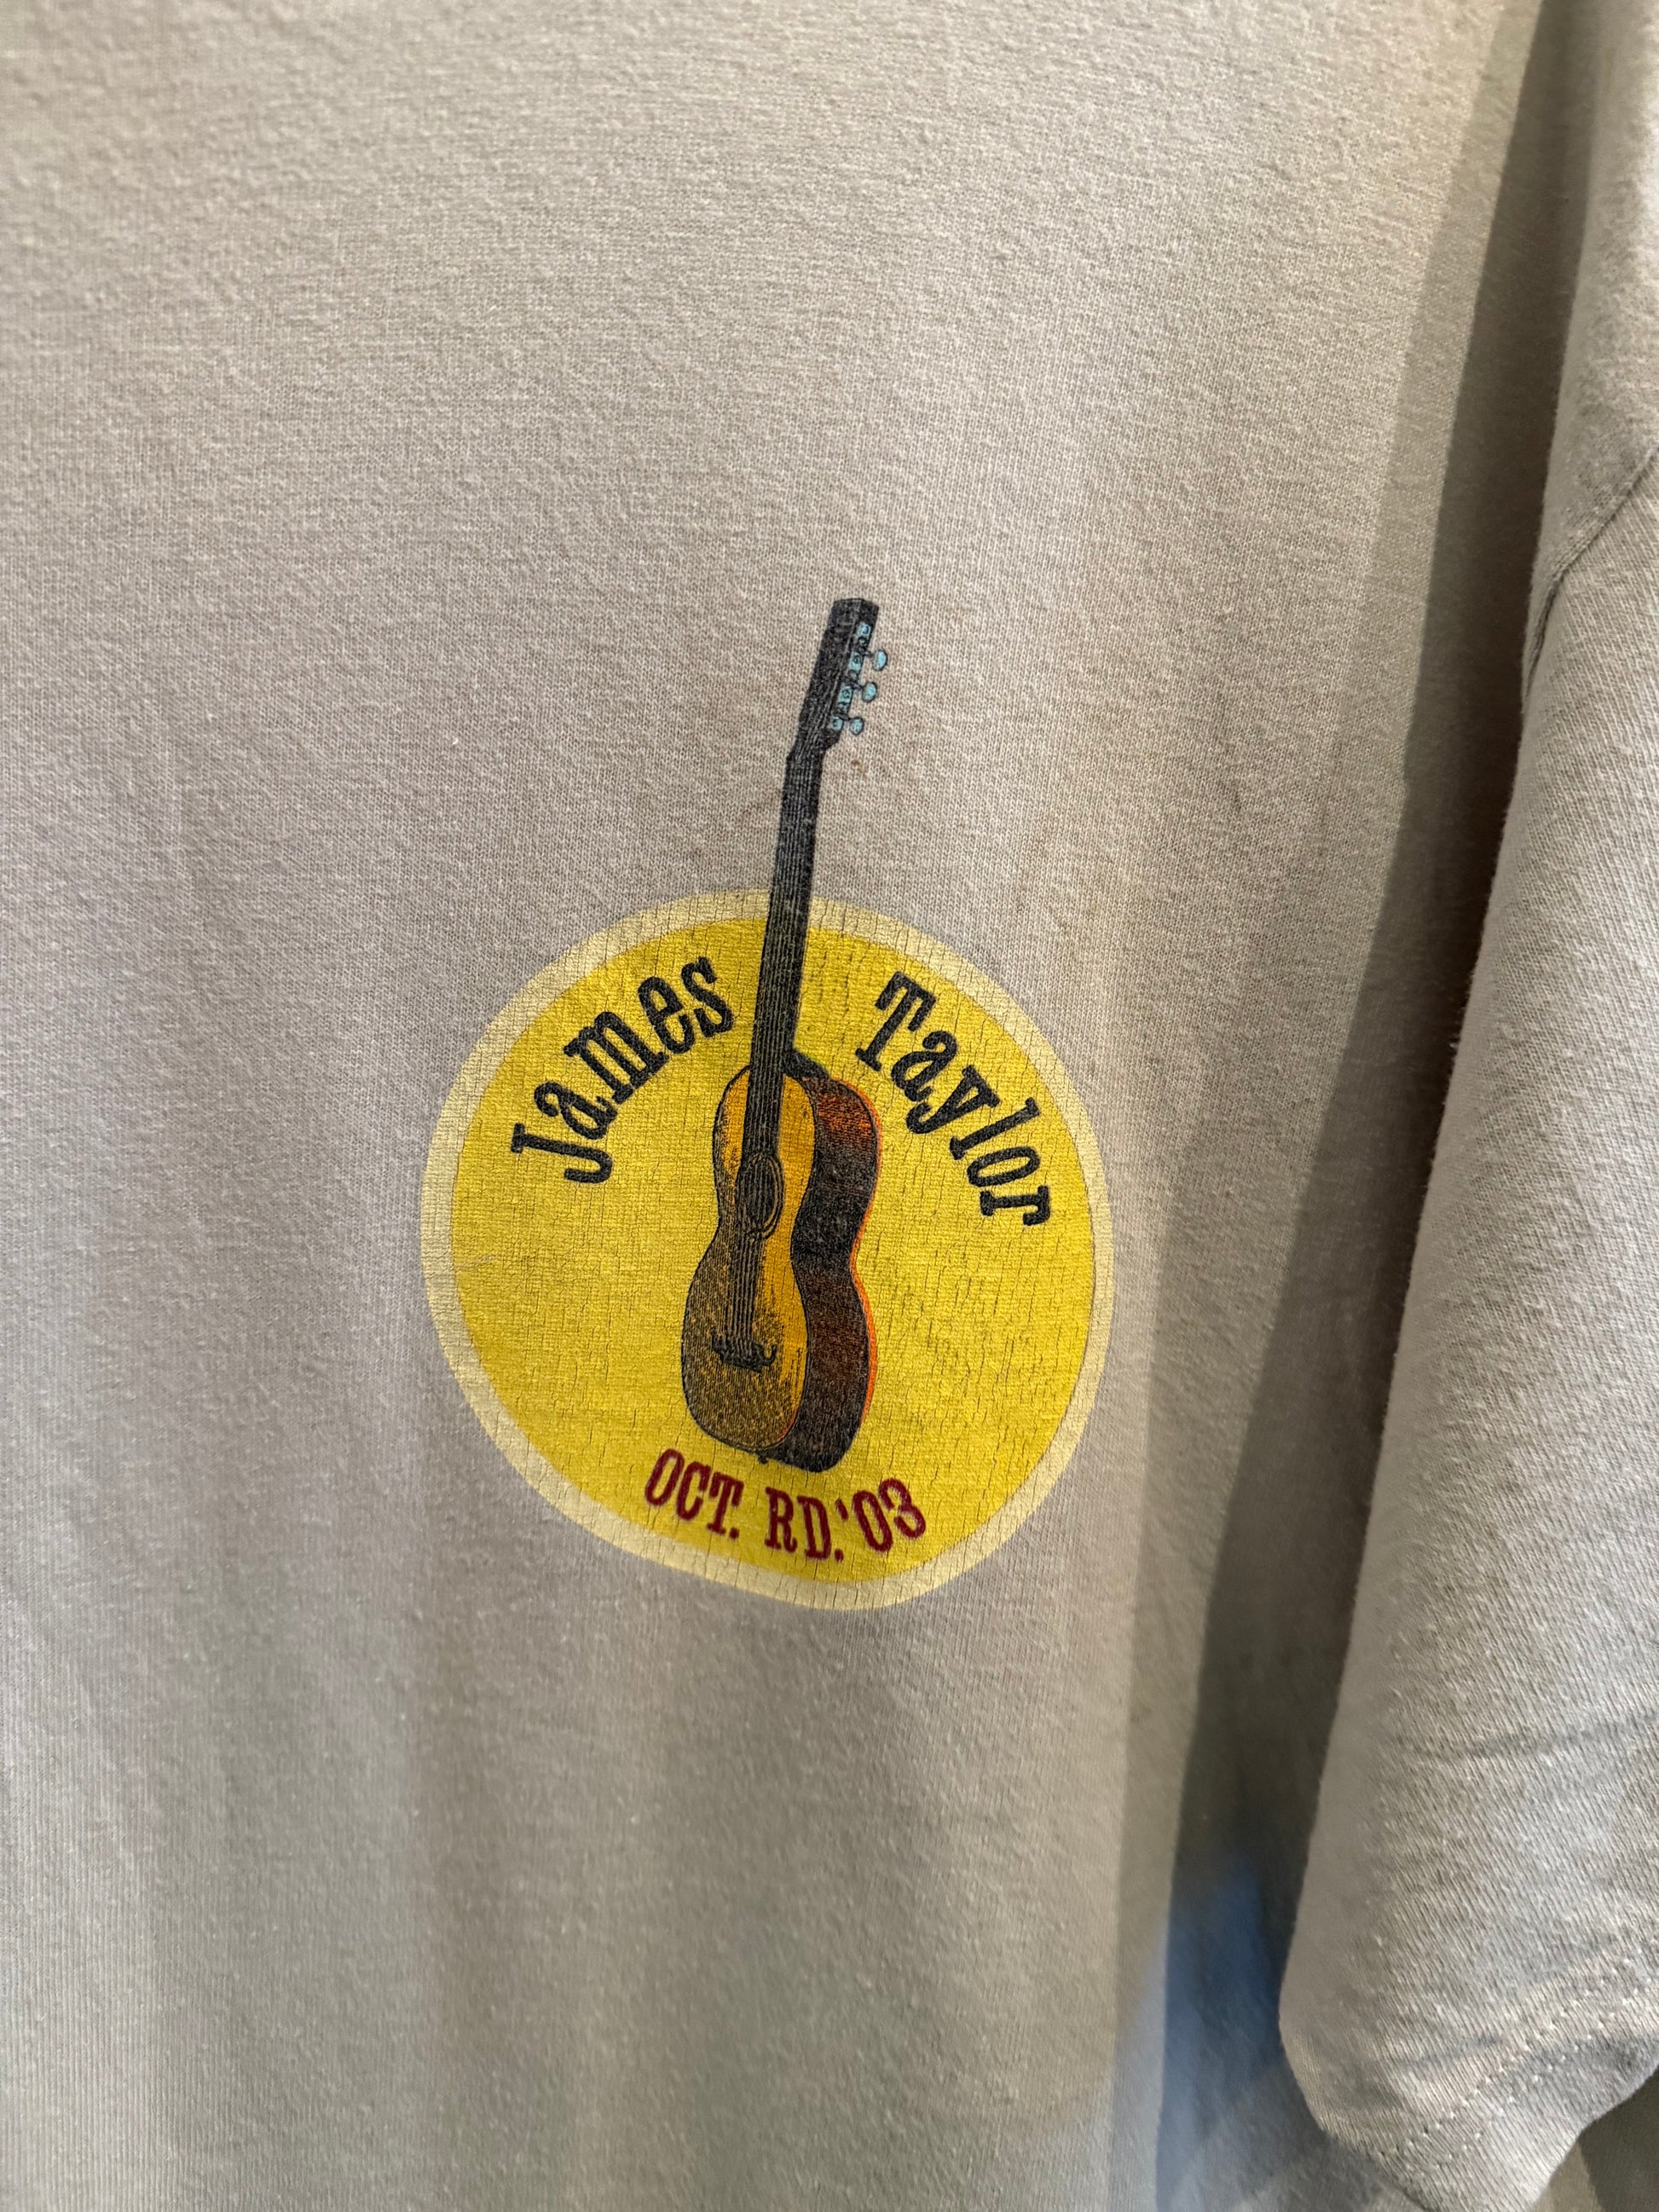 James Taylor
OCT. RD. '03